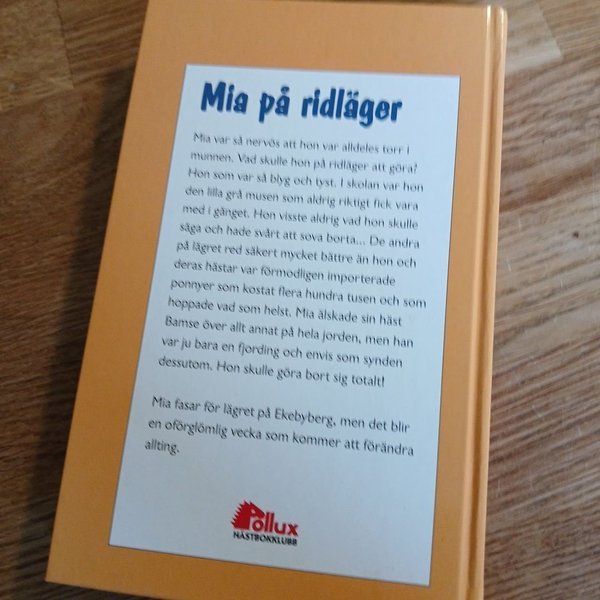 Mia på ridläger
Mia var så nervös att hon var alldeles torr i
munnen. Vad skulle hon på ridläger att göra?
Hon som var så blyg och tyst. I skolan var hon
den lilla grå musen som aldrig riktigt fick vara
med i gänget. Hon visste aldrig vad hon skulle
säga och hade svårt att sova borta... De andra
på lägret red säkert mycket bättre än hon och
deras hästar var förmodligen importerade
ponnyer som kostat flera hundra tusen och som
hoppade vad som helst. Mia älskade sin häst
Bamse över allt annat på hela jorden, men han
var ju bara en fjording och envis som synden
dessutom. Hon skulle göra bort sig totalt!
Mia fasar för lägret på Ekebyberg, men det blir
en oförglömlig vecka som kommer att förändra
allting.
Pollux
HÄSTBOKKLUBB